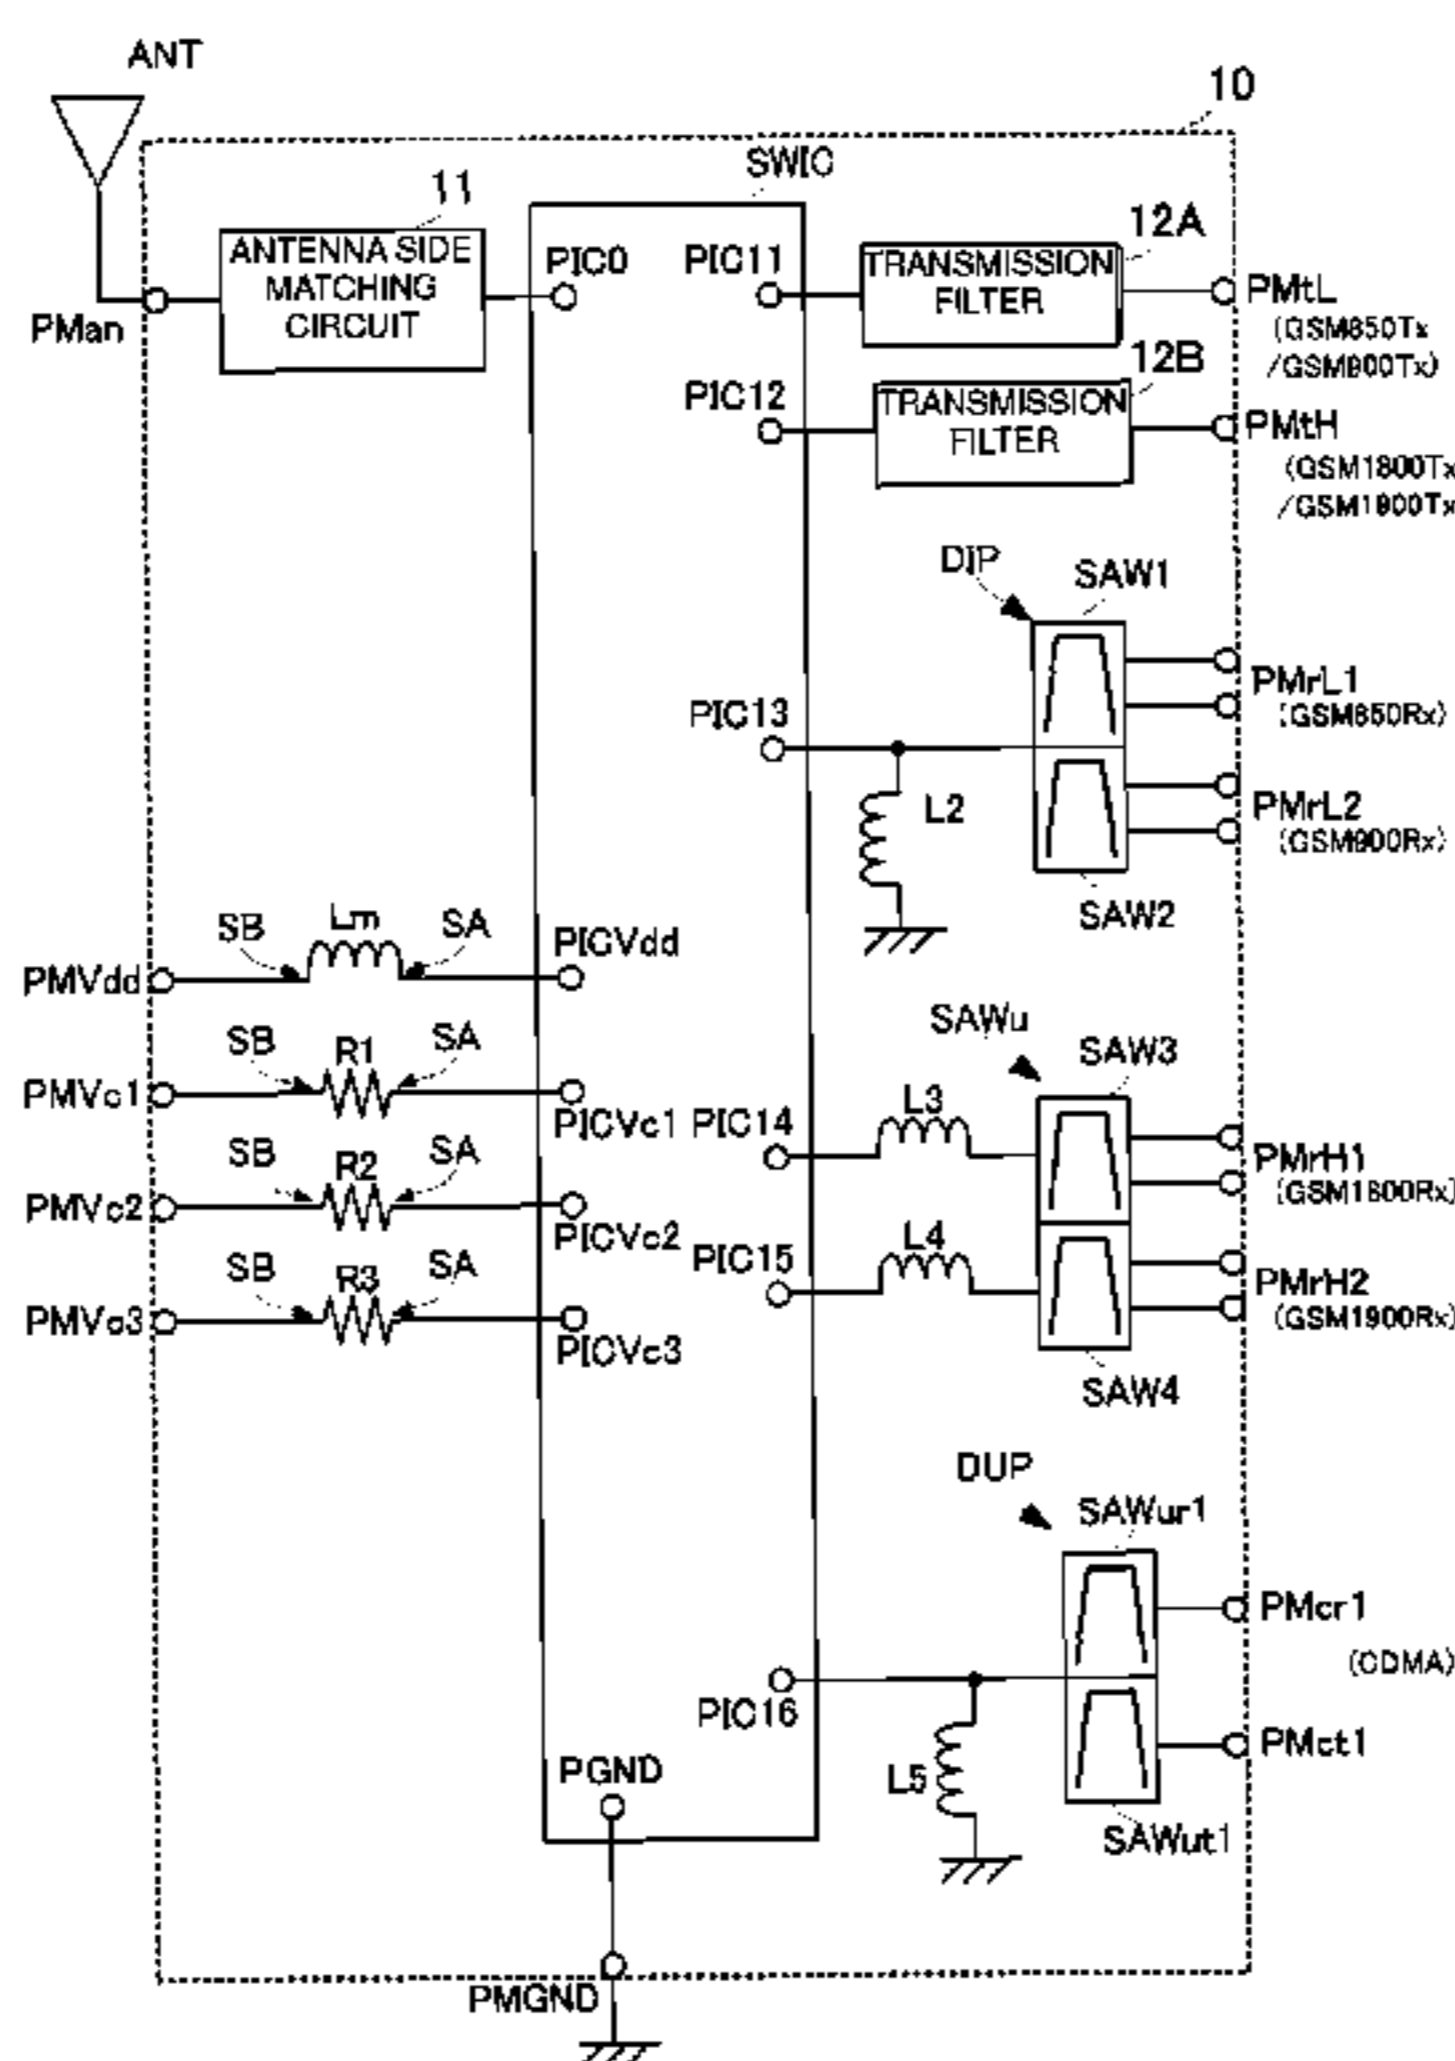 ANT
10
SWIC
11
ANTENNA SIDE
MATCHING
CIRCUIT
PMan
PIC0
PIC11
12A
TRANSMISSION
FILTER
PMtL
(GSM850Tx
/GSM900Tx)
PIC12
12B
TRANSMISSION
FILTER
PMtH
(GSM1800Tx
/GSM1900Tx
DIP
SAW1
PMrL1
(GSM850Rx)
PIC13
L2
PMrL2
(GSM900Rx)
SAW2
SB
Lm
SA
PICVdd
PMVdd
SB
R1
SA
PMVc1
PICVc1
SB
R2
SA
PMVc2
PICVc2
SB
R3
SA
PMVc3
PICVc3
SAWu
SAW3
PIC14
L3
PMrH1
(GSM1800Rx)
PIC15
L4
PMrH2
(GSM1900Rx)
SAW4
DUP
SAWur1
PMcr1
(CDMA)
PIC16
L5
PMct1
SAWut1
PGND
PMGND